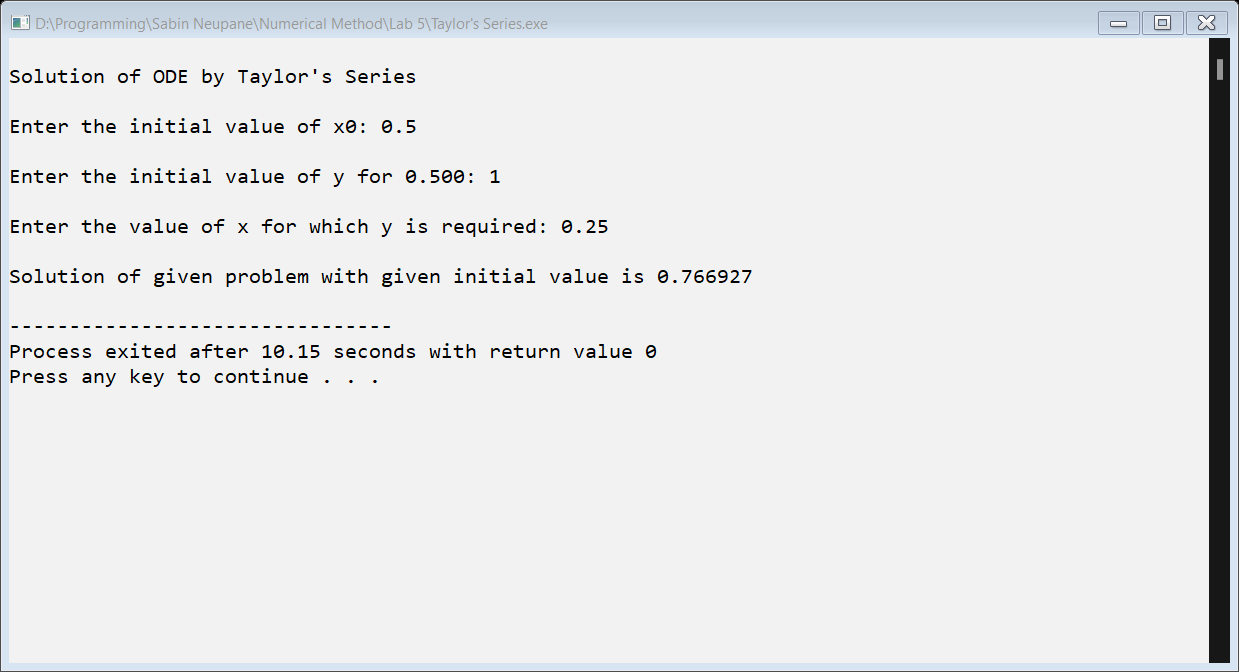 D:\Programming\Sabin Neupane\Numerical Method\Lab 5\Taylor's Series.exe
Solution of ODE by Taylor's Series
Enter the initial value of x0: 0.5
Enter the initial value of y for 0.500: 1
Enter the value of x for which y is required: 0.25
Solution of given problem with given initial value is 0.766927
--------------------------------
Process exited after 10.15 seconds with return value 0
Press any key to continue . . .